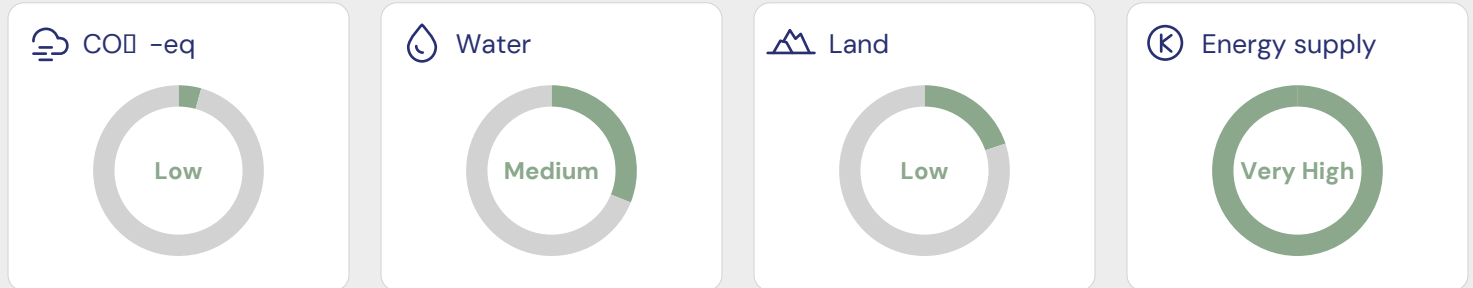 CO▯ -eq
Low
Water
Medium
Land
Low
Energy supply
Very High